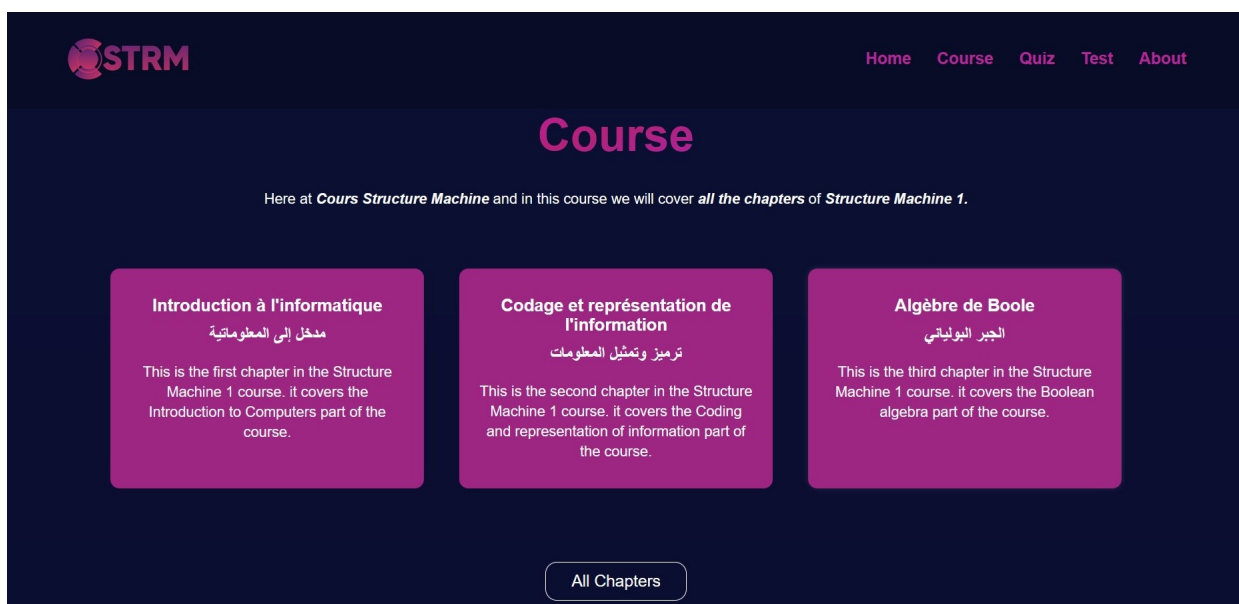 STRM
Home Course Quiz Test About
Course
Here at Cours Structure Machine and in this course we will cover all the chapters of Structure Machine 1.
Introduction à l'informatique
مدخل إلى المعلوماتية
This is the first chapter in the Structure
Machine 1 course. it covers the
Introduction to Computers part of the
course.
Codage et représentation de
l'information
ترميز وتمثيل المعلومات
This is the second chapter in the Structure
Machine 1 course. it covers the Coding
and representation of information part of
the course.
Algèbre de Boole
الجبر البولياني
This is the third chapter in the Structure
Machine 1 course. it covers the Boolean
algebra part of the course.
All Chapters